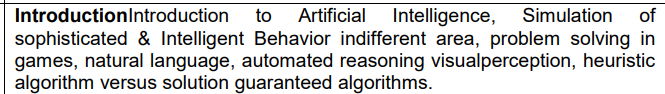 IntroductionIntroduction to Artificial Intelligence, Simulation of
sophisticated & Intelligent Behavior indifferent area, problem solving in
games, natural language, automated reasoning visualperception, heuristic
algorithm versus solution guaranteed algorithms.